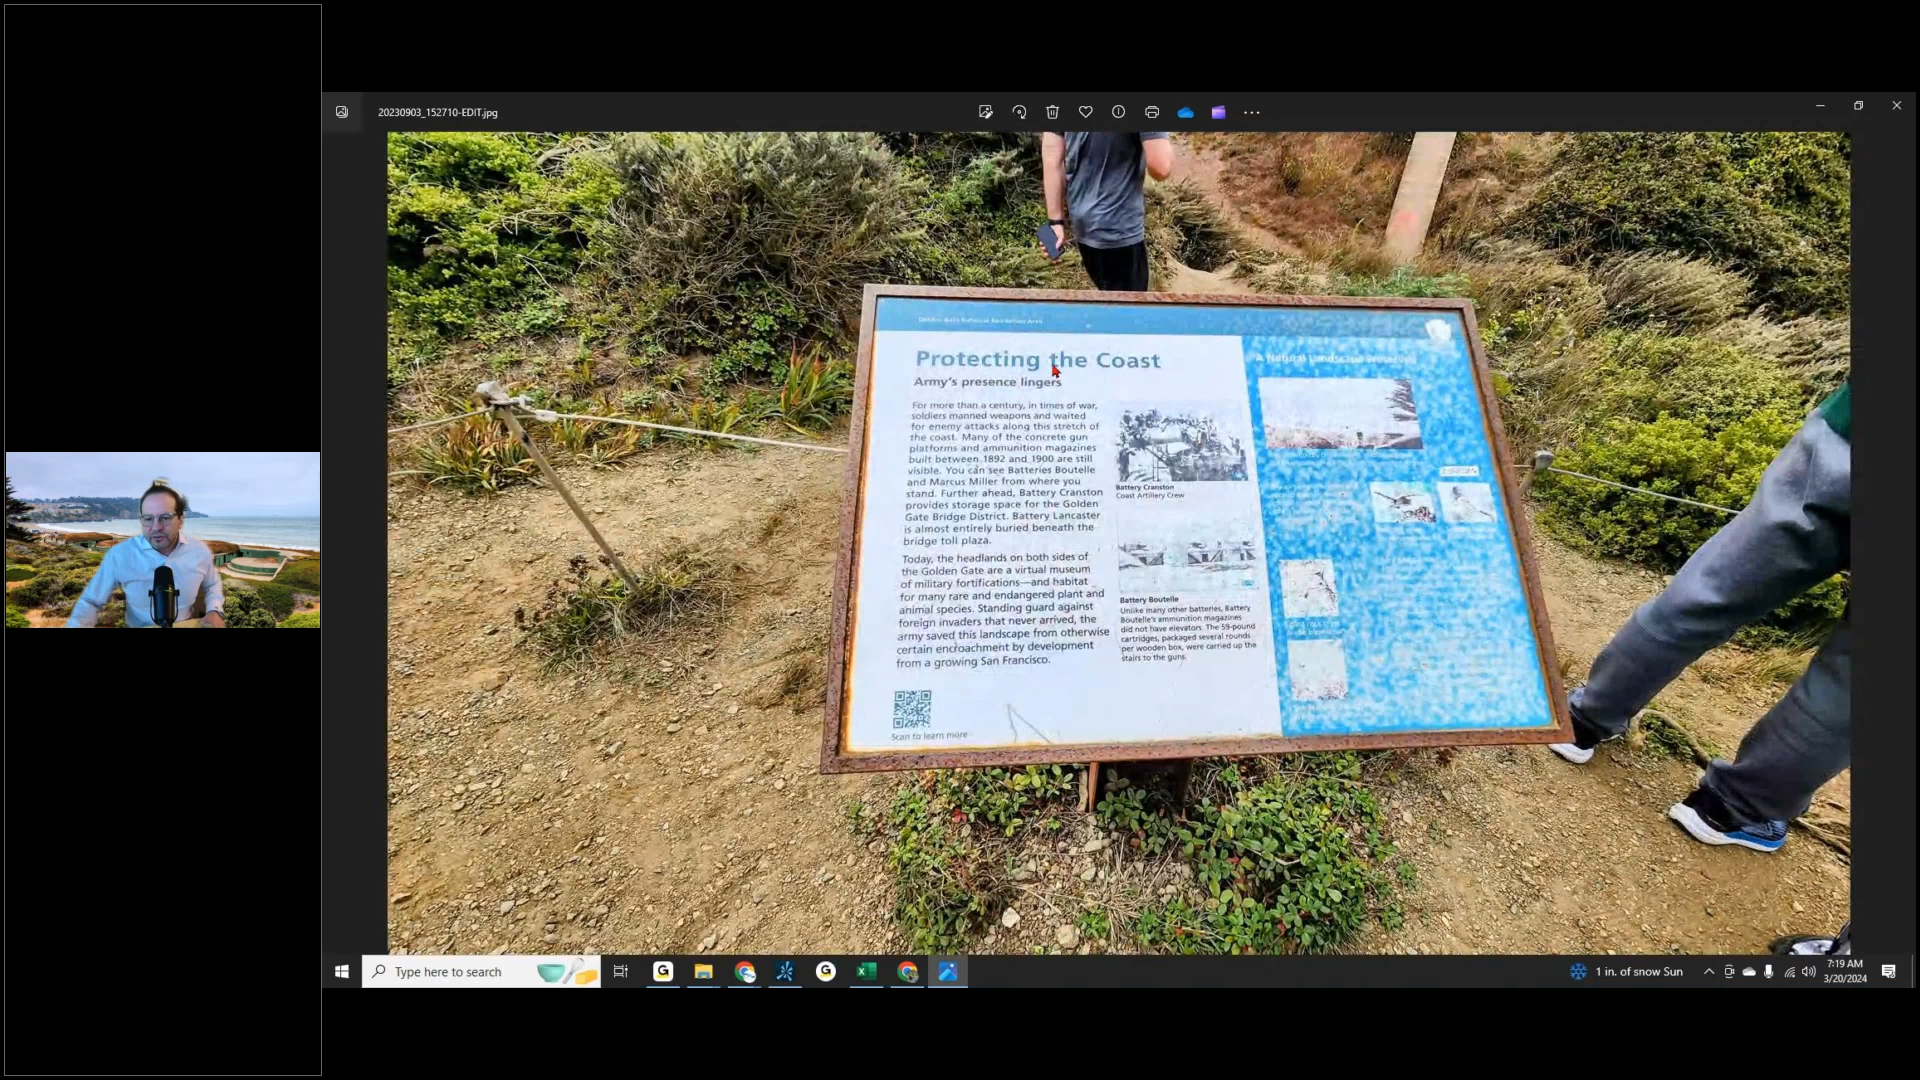 20230903_152710-EDIT.jpg
Golden Gate National Recreation Area
Protecting the Coast
Army's presence lingers
For more than a century, in times of war,
soldiers manned weapons and waited
for enemy attacks along this stretch of
the coast. Many of the concrete gun
platforms and ammunition magazines
built between 1892 and 1900 are still
visible. You can see Batteries Boutelle
and Marcus Miller from where you
stand. Further ahead, Battery Cranston
provides storage space for the Golden
Gate Bridge District. Battery Lancaster
is almost entirely buried beneath the
bridge toll plaza.
Today, the headlands on both sides of
the Golden Gate are a virtual museum
of military fortifications—and habitat
for many rare and endangered plant and
animal species. Standing guard against
foreign invaders that never arrived, the
army saved this landscape from otherwise
certain encroachment by development
from a growing San Francisco.
Scan to learn more
Battery Cranston
Coast Artillery Crew
Battery Boutelle
Unlike many other batteries, Battery
Boutelle's ammunition magazines
did not have elevators. The 59-pound
cartridges, packaged several rounds
per wooden box, were carried up the
stairs to the guns.
A Natural Landscape Preserved
Type here to search
1 in. of snow Sun
7:19 AM
3/20/2024